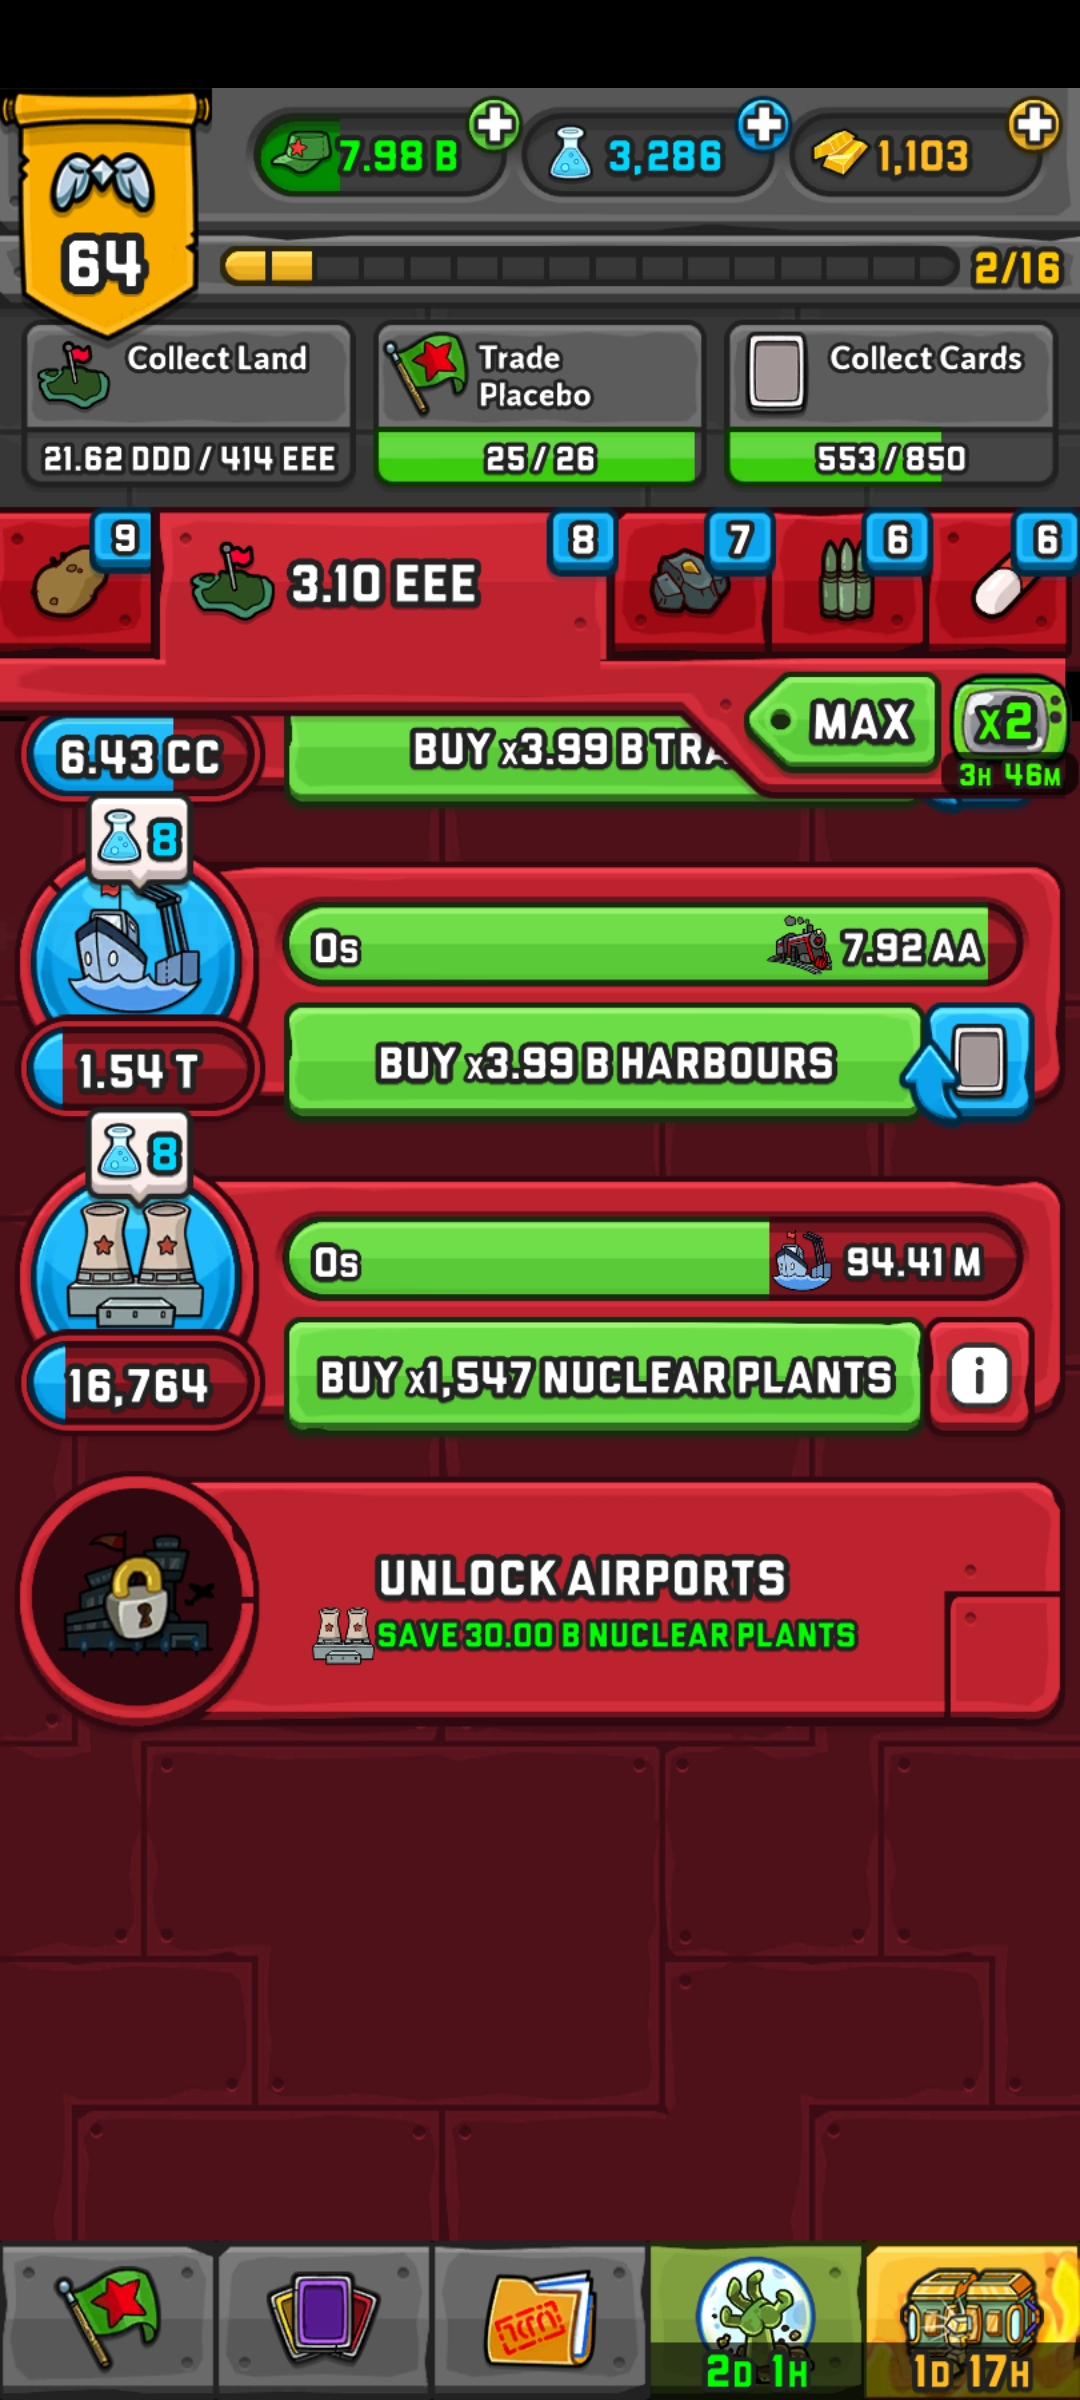 7.98 B
3,286
1,103
64
2/16
Collect Land
21.62 DDD / 414 EEE
Trade
Placebo
25 / 26
Collect Cards
553 / 850
9
3.10 EEE
8
7
6
6
MAX
x2
3H 46M
6.43 CC
BUY x3.99 B TRA
8
0s
7.92 AA
1.54 T
BUY x3.99 B HARBOURS
8
0s
94.41 M
16,764
BUY x1,547 NUCLEAR PLANTS
i
UNLOCK AIRPORTS
SAVE 30.00 B NUCLEAR PLANTS
2D 1H
1D 17H